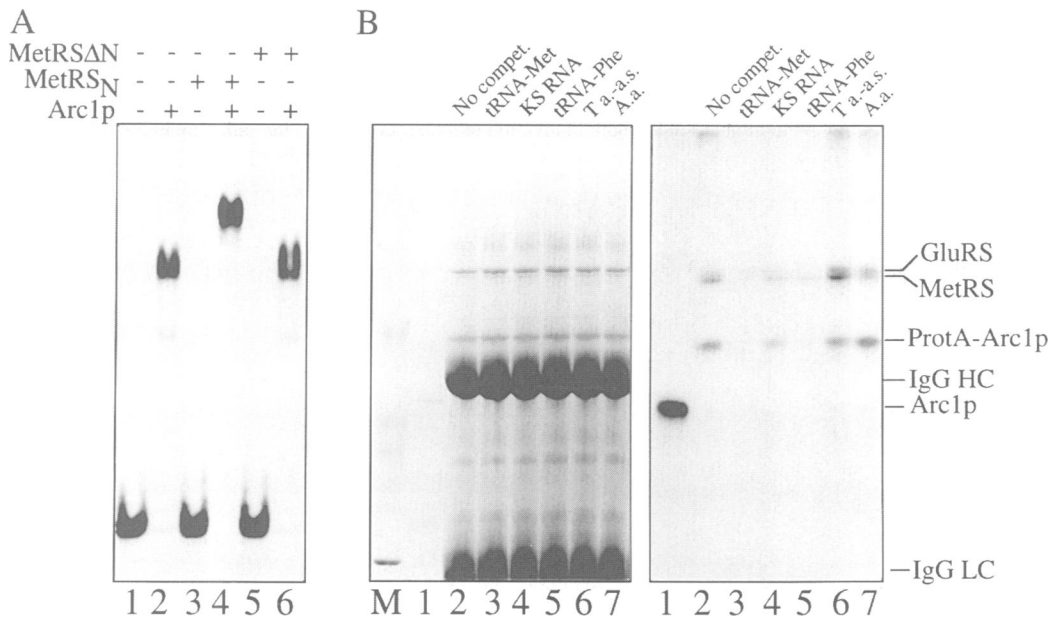 A
MetRSΔN - - - - + +
MetRSN - - + + - -
Arc1p - + - + - +
1 2 3 4 5 6
B
No compet.
tRNA-Met
KS RNA
tRNA-Phe
T a.-a.s.
A.a.
M 1 2 3 4 5 6 7
No compet.
tRNA-Met
KS RNA
tRNA-Phe
T a.-a.s.
A.a.
1 2 3 4 5 6 7
GluRS
MetRS
ProtA-Arc1p
IgG HC
Arc1p
IgG LC